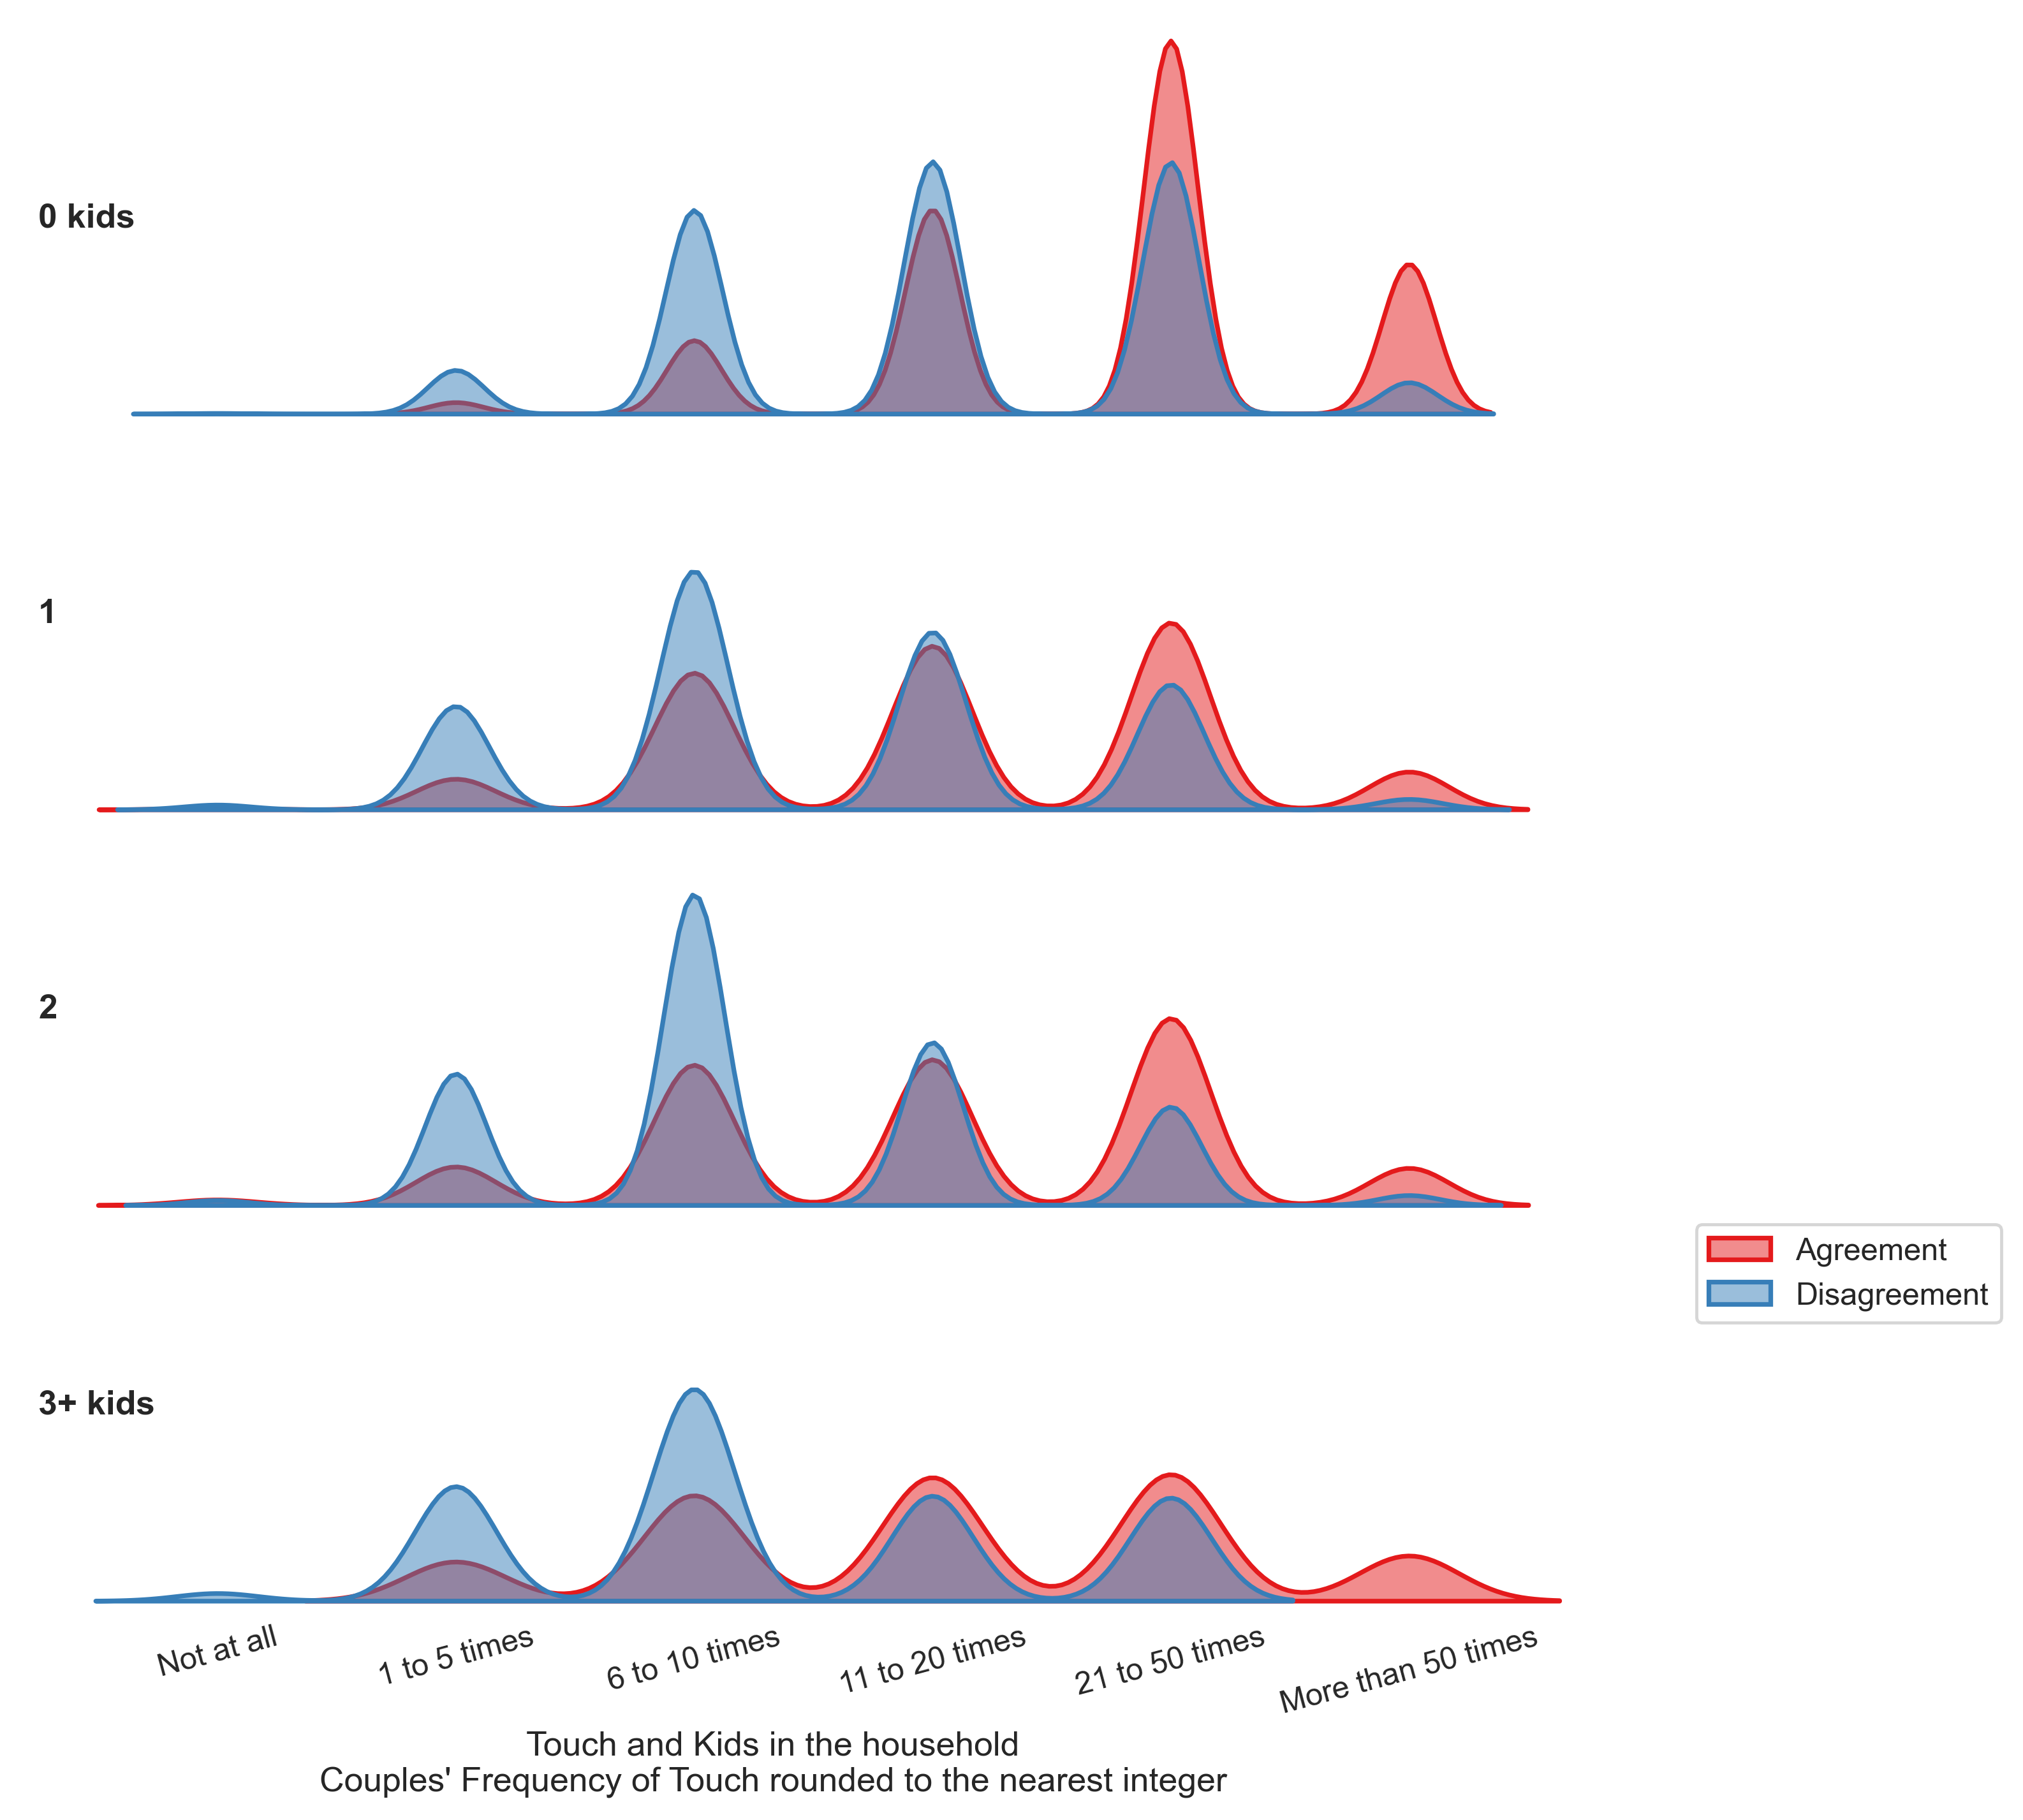 0 kids
1
2
Agreement
Disagreement
3+ kids
Not at all
1 to 5 times
6 to 10 times
11 to 20 times
21 to 50 times
More than 50 times
Touch and Kids in the household
Couples' Frequency of Touch rounded to the nearest integer